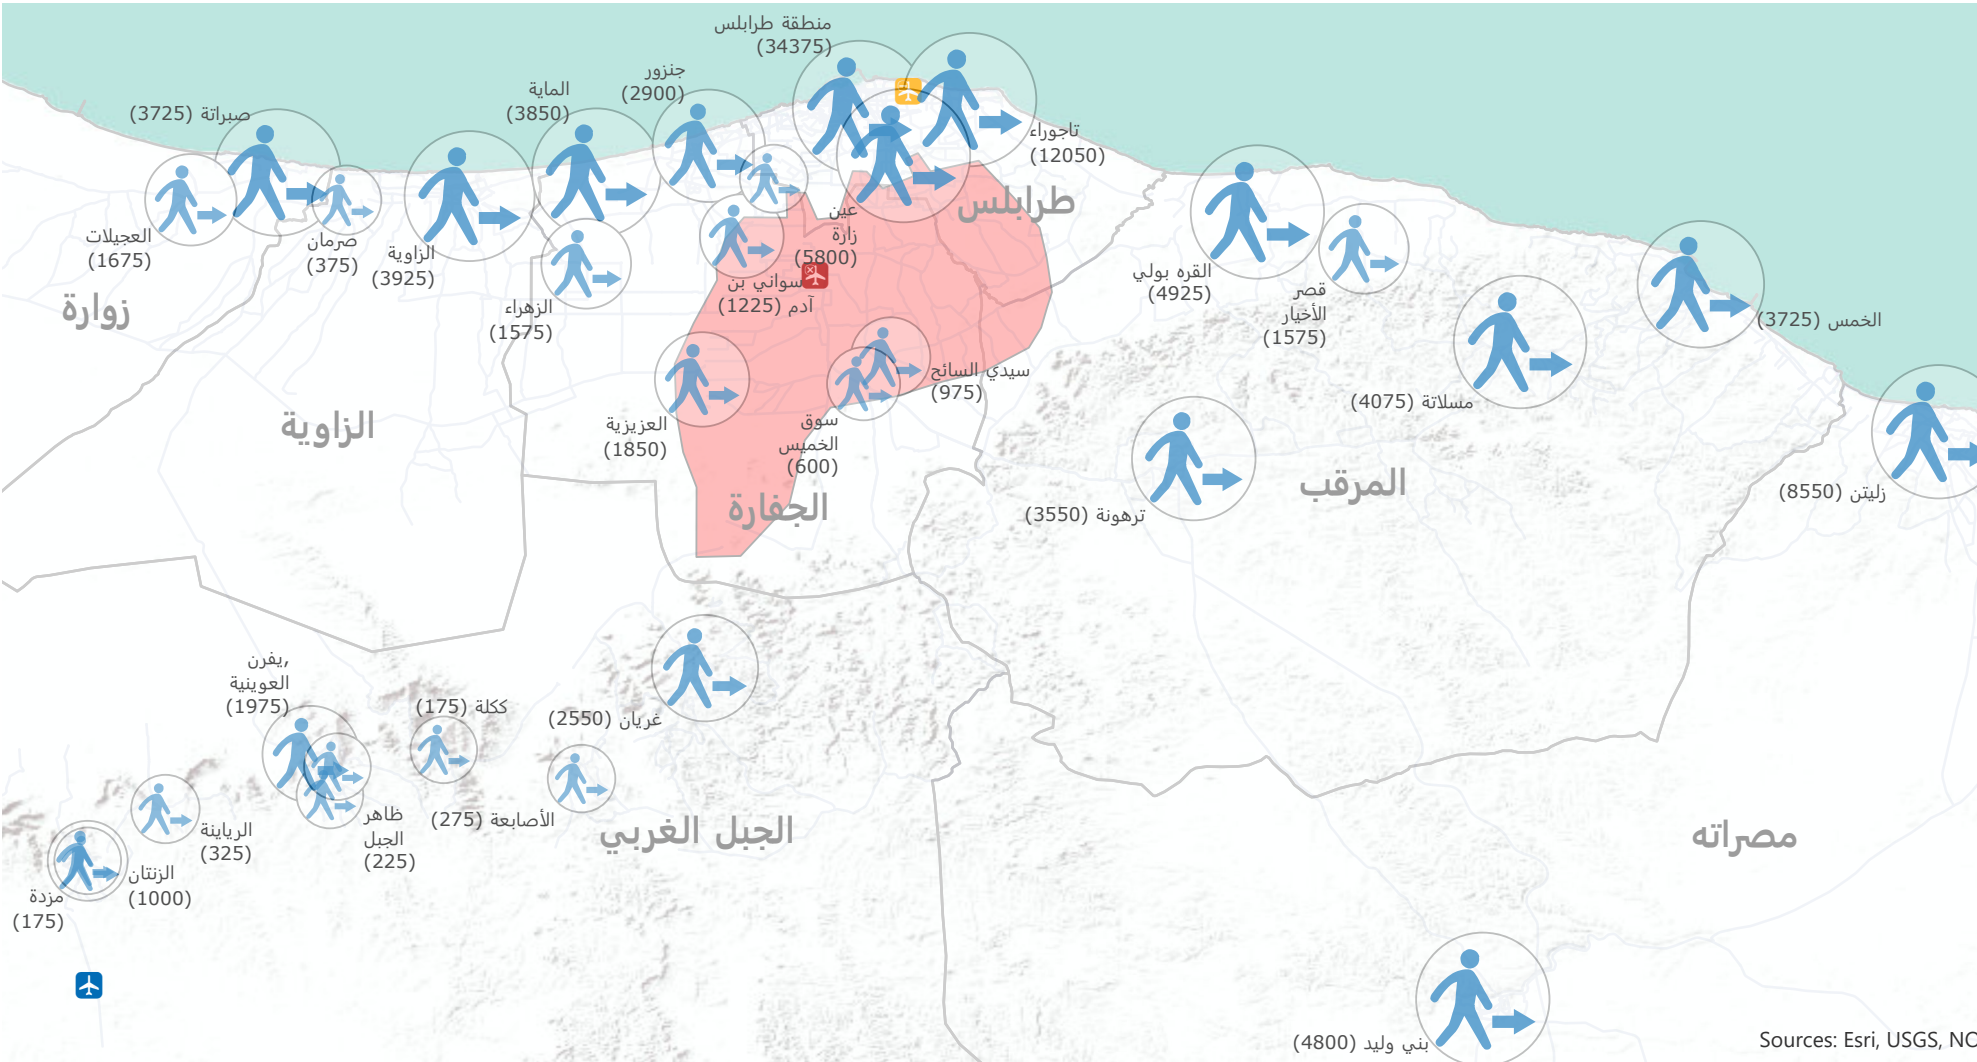 منطقة طرابلس
(34375)
جنزور
(2900)
الماية
(3850)
صبراتة (3725)
تاجوراء
(12050)
طرابلس
عين
زارة
(5800)
سواني بن
آدم (1225)
العجيلات
(1675)
صرمان
(375)
الزاوية
(3925)
الزهراء
(1575)
زوارة
القره بولي
(4925)
قصر
الأخيار
(1575)
الخمس (3725)
سيدي السائح
(975)
مسلاتة (4075)
العزيزية
(1850)
سوق
الخميس
(600)
الزاوية
الجفارة
المرقب
زليتن (8550)
ترهونة (3550)
يفرن,
العوينية
(1975)
ككلة (175)
غريان (2550)
الأصابعة (275)
ظاهر
الجبل
(225)
الرياينة
(325)
الزنتان
(1000)
مزدة
(175)
الجبل الغربي
مصراته
بني وليد (4800)
Sources: Esri, USGS, NO